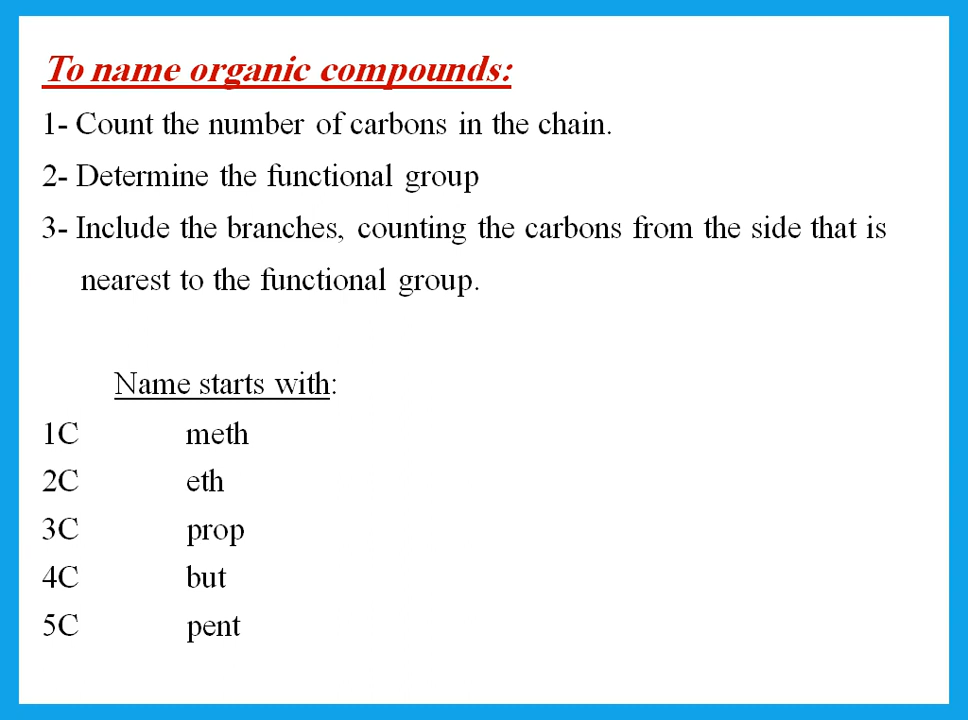 To name organic compounds:
1- Count the number of carbons in the chain.
2- Determine the functional group
3- Include the branches, counting the carbons from the side that is
nearest to the functional group.
Name starts with:
1C meth
2C eth
3C prop
4C but
5C pent